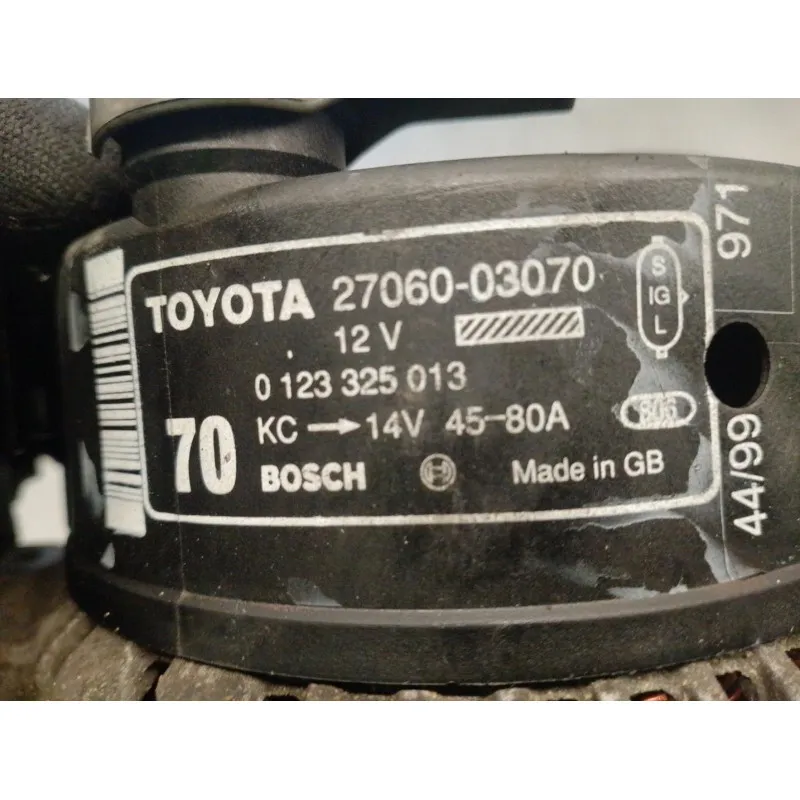 TOYOTA 27060-03070
12 V
0 123 325 013
70
KC → 14V 45-80A
BOSCH
Made in GB
S
IG
L
806
971
44/99